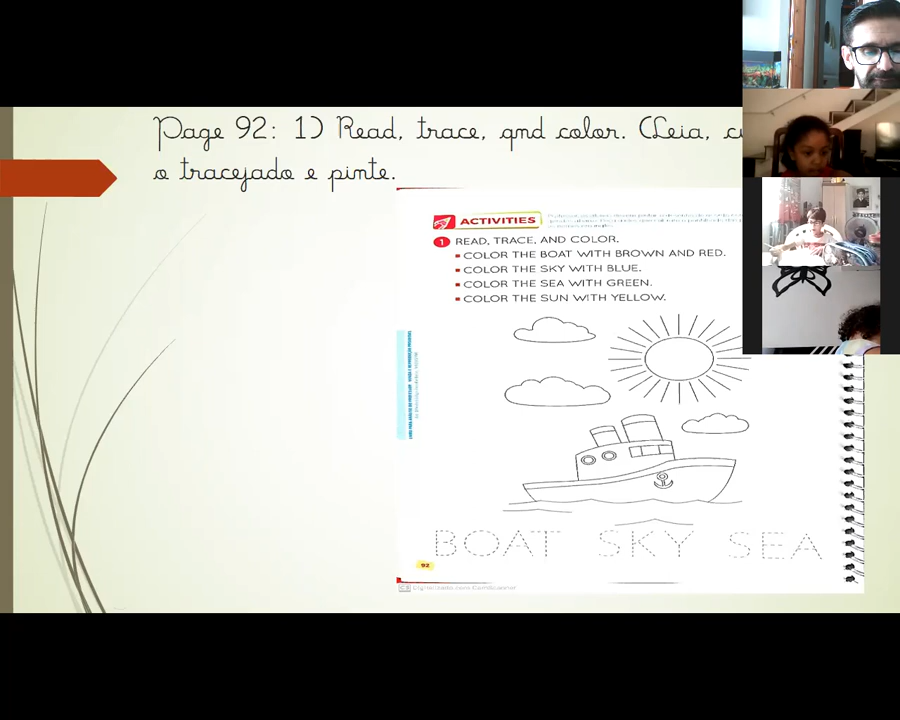 Page 92: 1) Read, trace, qnd color. (Leia,
o tracejado e pinte.
ACTIVITIES
1 READ, TRACE, AND COLOR.
COLOR THE BOAT WITH BROWN AND RED.
COLOR THE SKY WITH BLUE.
COLOR THE SEA WITH GREEN.
COLOR THE SUN WITH YELLOW.
BOAT SKY SEA
92